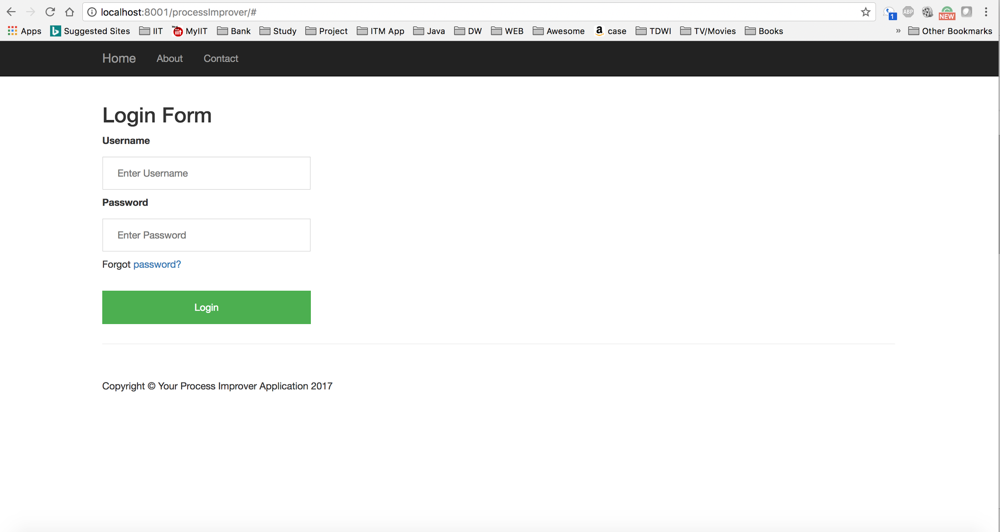 localhost:8001/processImprover/#
1
ABP
NEW
Apps Suggested Sites IIT my iit MyIIT Bank Study Project ITM App Java DW WEB Awesome a case TDWI TV/Movies Books » Other Bookmarks
Home About Contact
Login Form
Username
Enter Username
Password
Enter Password
Forgot password?
Login
Copyright © Your Process Improver Application 2017